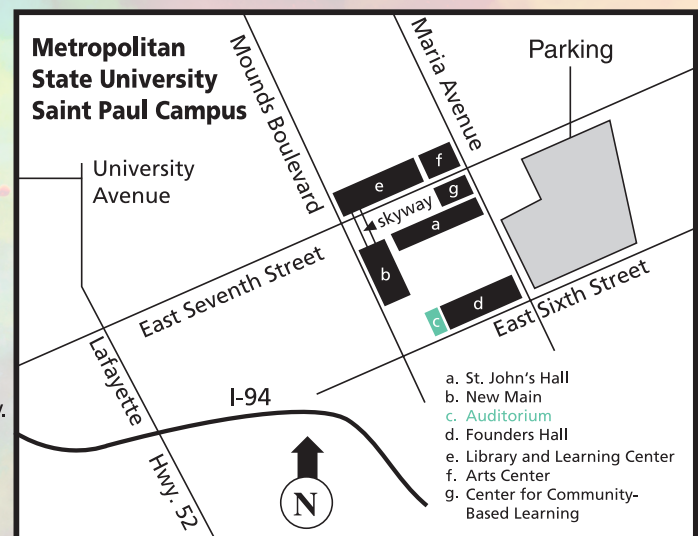 Metropolitan
State University
Saint Paul Campus
Mounds Boulevard
Maria Avenue
Parking
University
Avenue
e
f
g
skyway
a
b
East Seventh Street
c
d
East Sixth Street
Lafayette
Hwy. 52
I-94
N
a. St. John's Hall
b. New Main
c. Auditorium
d. Founders Hall
e. Library and Learning Center
f. Arts Center
g. Center for Community-
Based Learning